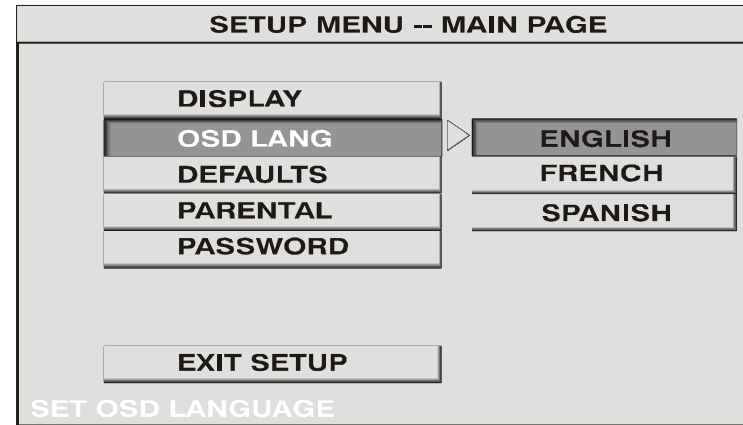 SETUP MENU -- MAIN PAGE
DISPLAY
OSD LANG
DEFAULTS
PARENTAL
PASSWORD
ENGLISH
FRENCH
SPANISH
EXIT SETUP
SET OSD LANGUAGE